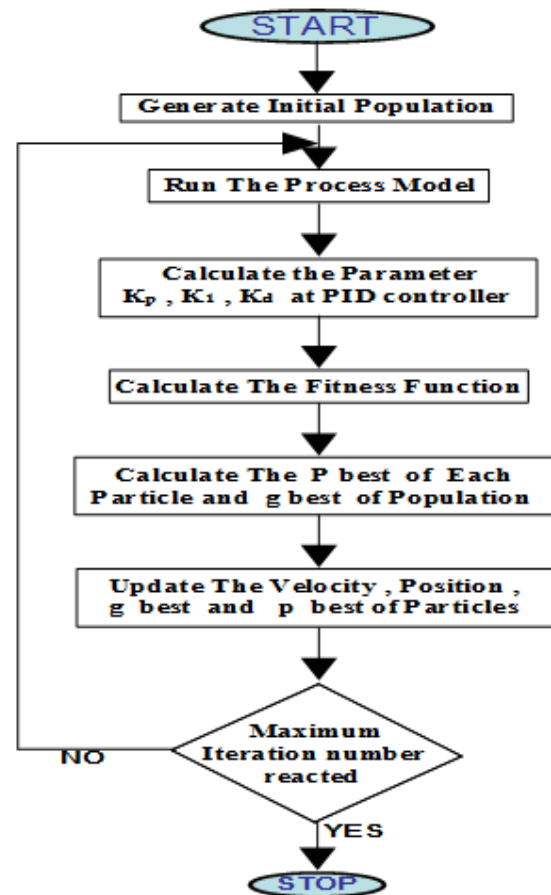 START
Generate Initial Population
Run The Process Model
Calculate the Parameter
Kp , K1 , Kd at PID controller
Calculate The Fitness Function
Calculate The P best of Each
Particle and g best of Population
Update The Velocity , Position ,
g best and p best of Particles
Maximum
Iteration number
reacted
NO
YES
STOP